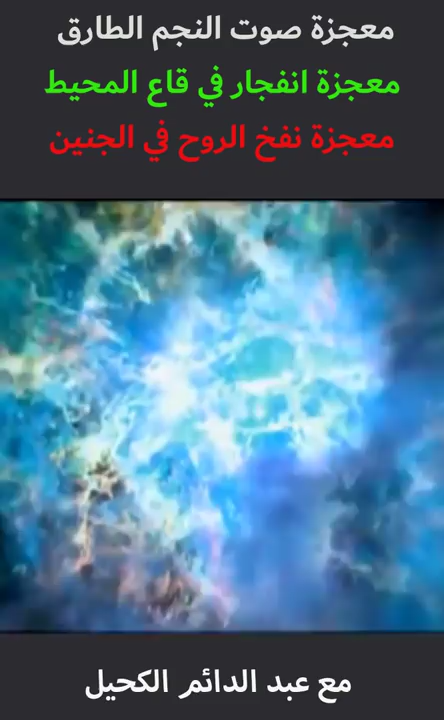 معجزة صوت النجم الطارق
معجزة انفجار في قاع المحيط
معجزة نفخ الروح في الجنين
مع عبد الدائم الكحيل